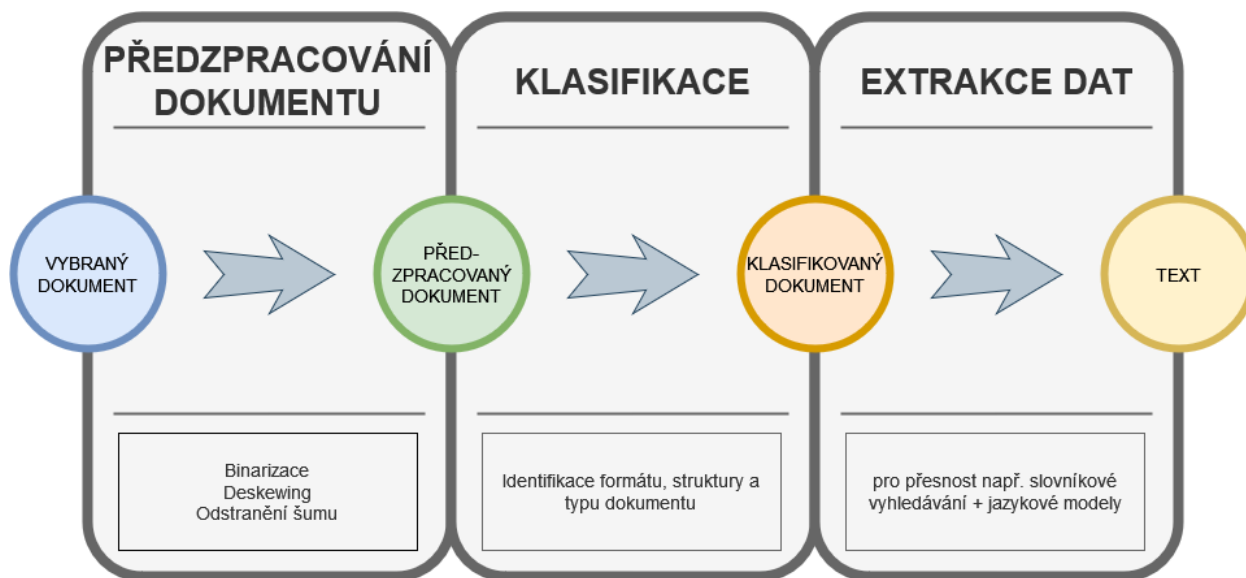 PŘEDZPRACOVÁNÍ
DOKUMENTU
KLASIFIKACE
EXTRAKCE DAT
VYBRANÝ
DOKUMENT
PŘED-
ZPRACOVANÝ
DOKUMENT
KLASIFIKOVANÝ
DOKUMENT
TEXT
Binarizace
Deskewing
Odstranění šumu
Identifikace formátu, struktury a
typu dokumentu
pro přesnost např. slovníkové
vyhledávání + jazykové modely